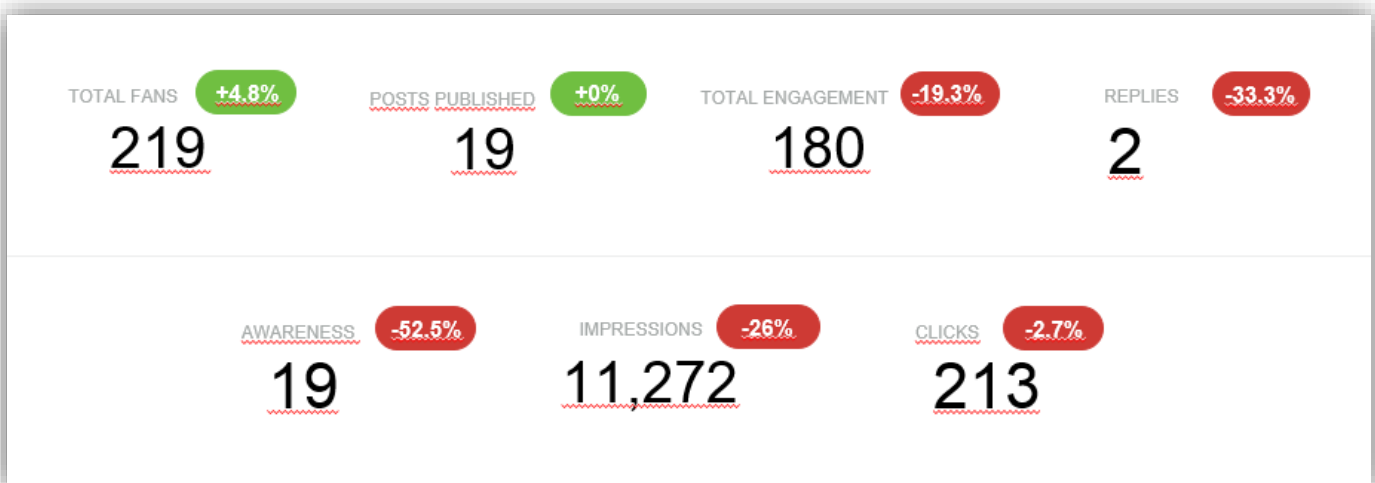 TOTAL FANS +4.8% POSTS PUBLISHED +0% TOTAL ENGAGEMENT -19.3% REPLIES -33.3%
219 19 180 2
AWARENESS -52.5% IMPRESSIONS -26% CLICKS -2.7%
19 11,272 213